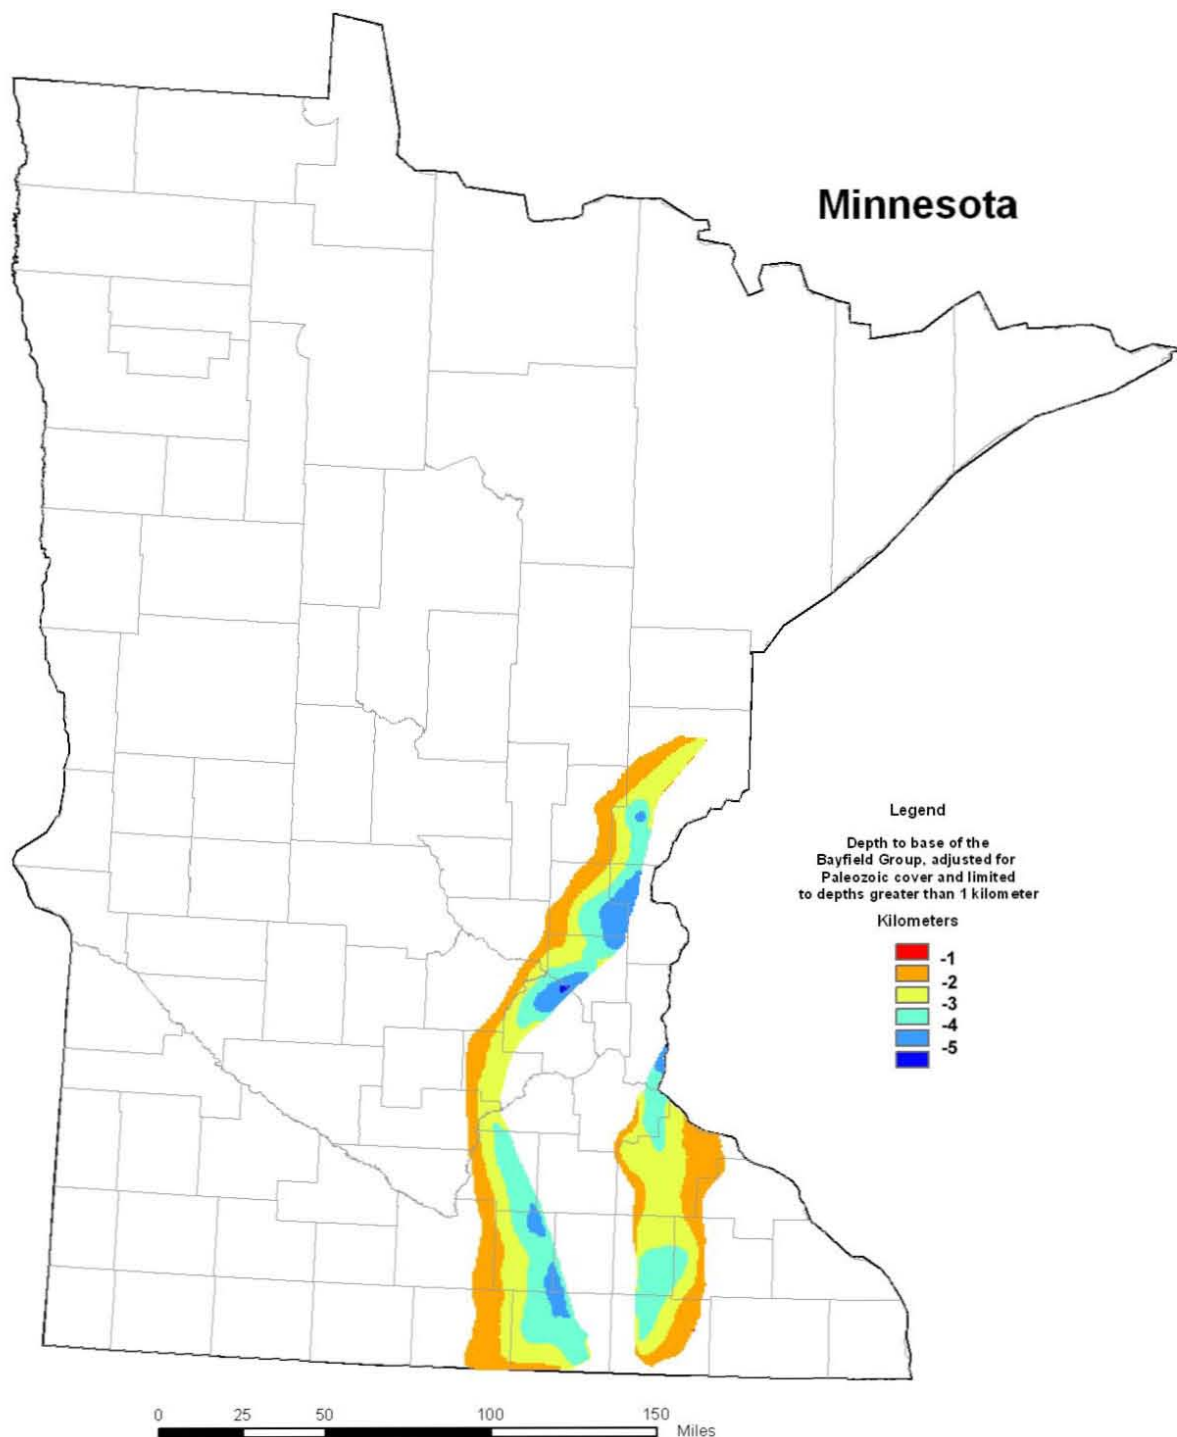 Minnesota
Legend
Depth to base of the
Bayfield Group, adjusted for
Paleozoic cover and limited
to depths greater than 1 kilometer
Kilometers
-1
-2
-3
-4
-5
0 25 50 100 150
Miles